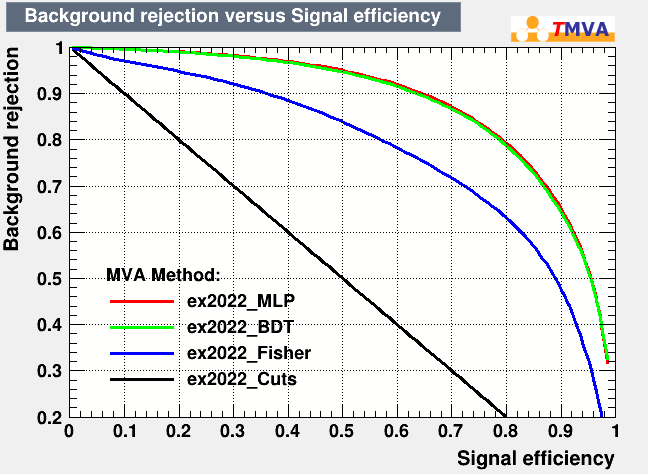 Background rejection versus Signal efficiency
TMVA
Background rejection
1
0.9
0.8
0.7
0.6
0.5
0.4
0.3
0.2
MVA Method:
ex2022_MLP
ex2022_BDT
ex2022_Fisher
ex2022_Cuts
0 0.1 0.2 0.3 0.4 0.5 0.6 0.7 0.8 0.9 1
Signal efficiency